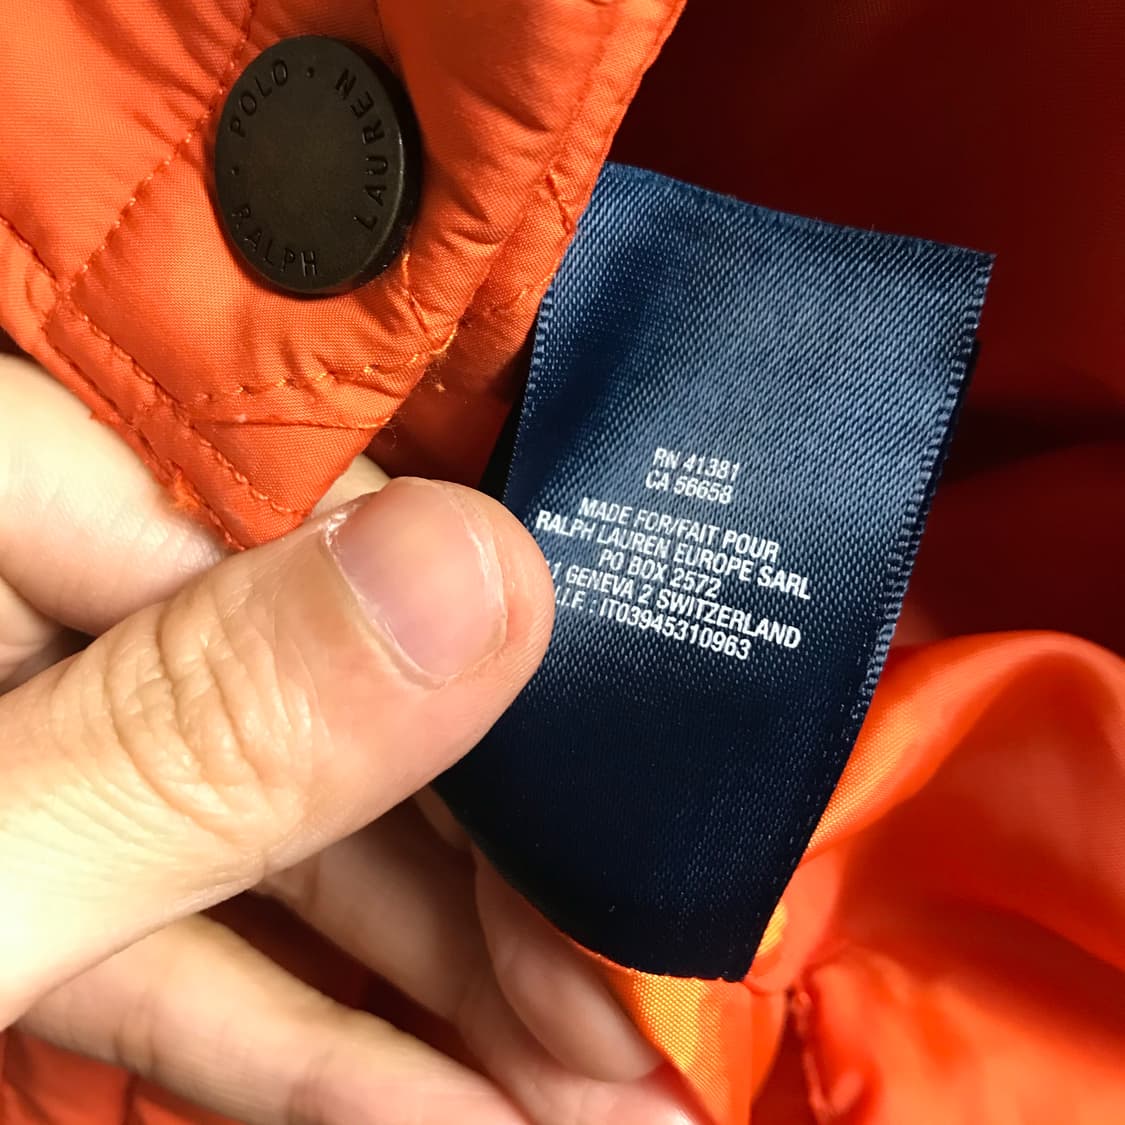 POLO · RALPH LAUREN ·
RN 41381
CA 56658
MADE FOR/FAIT POUR
RALPH LAUREN EUROPE SARL
PO BOX 2572
GENEVA 2 SWITZERLAND
.I.F.: IT03945310963